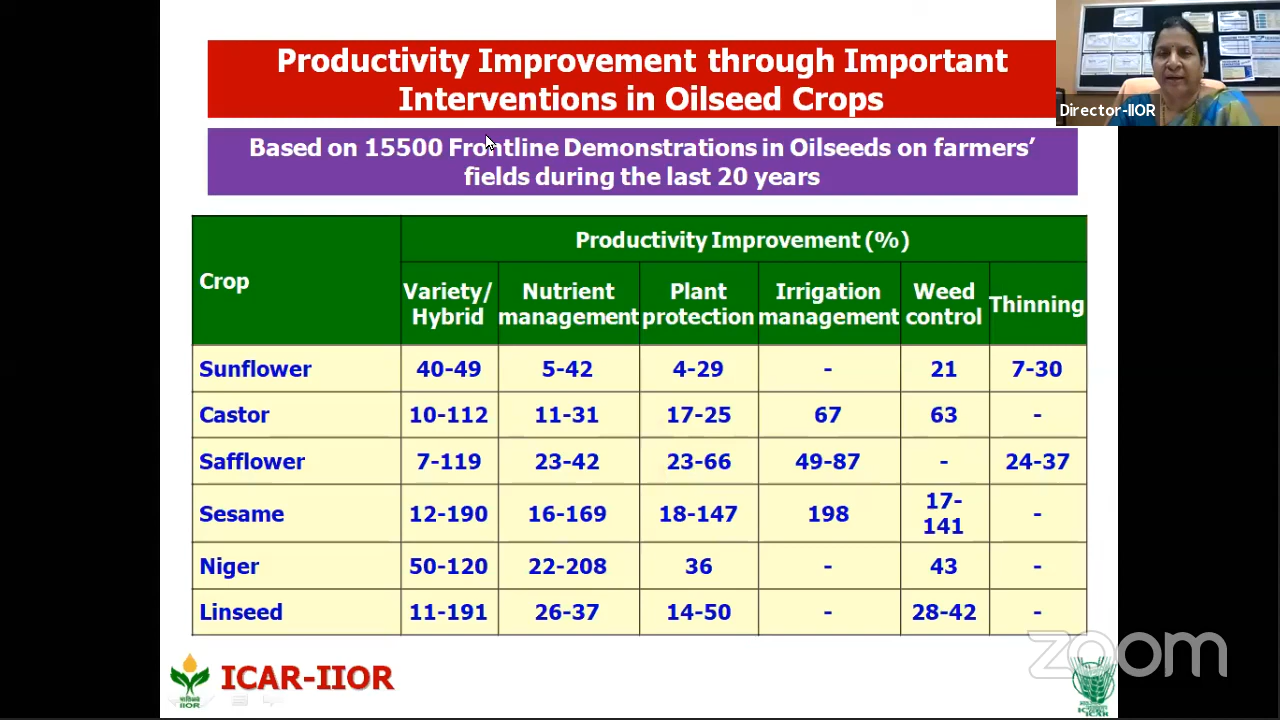 Productivity Improvement through Important
Interventions in Oilseed Crops
Director-IIOR
Based on 15500 Frontline Demonstrations in Oilseeds on farmers'
fields during the last 20 years
Crop
Productivity Improvement (%)
Variety/ Hybrid
Nutrient management
Plant protection
Irrigation management
Weed control
Thinning
Sunflower 40-49 5-42 4-29 - 21 7-30
Castor 10-112 11-31 17-25 67 63 -
Safflower 7-119 23-42 23-66 49-87 - 24-37
Sesame 12-190 16-169 18-147 198 17-141 -
Niger 50-120 22-208 36 - 43 -
Linseed 11-191 26-37 14-50 - 28-42 -
zoom
IIOR
ICAR-IIOR